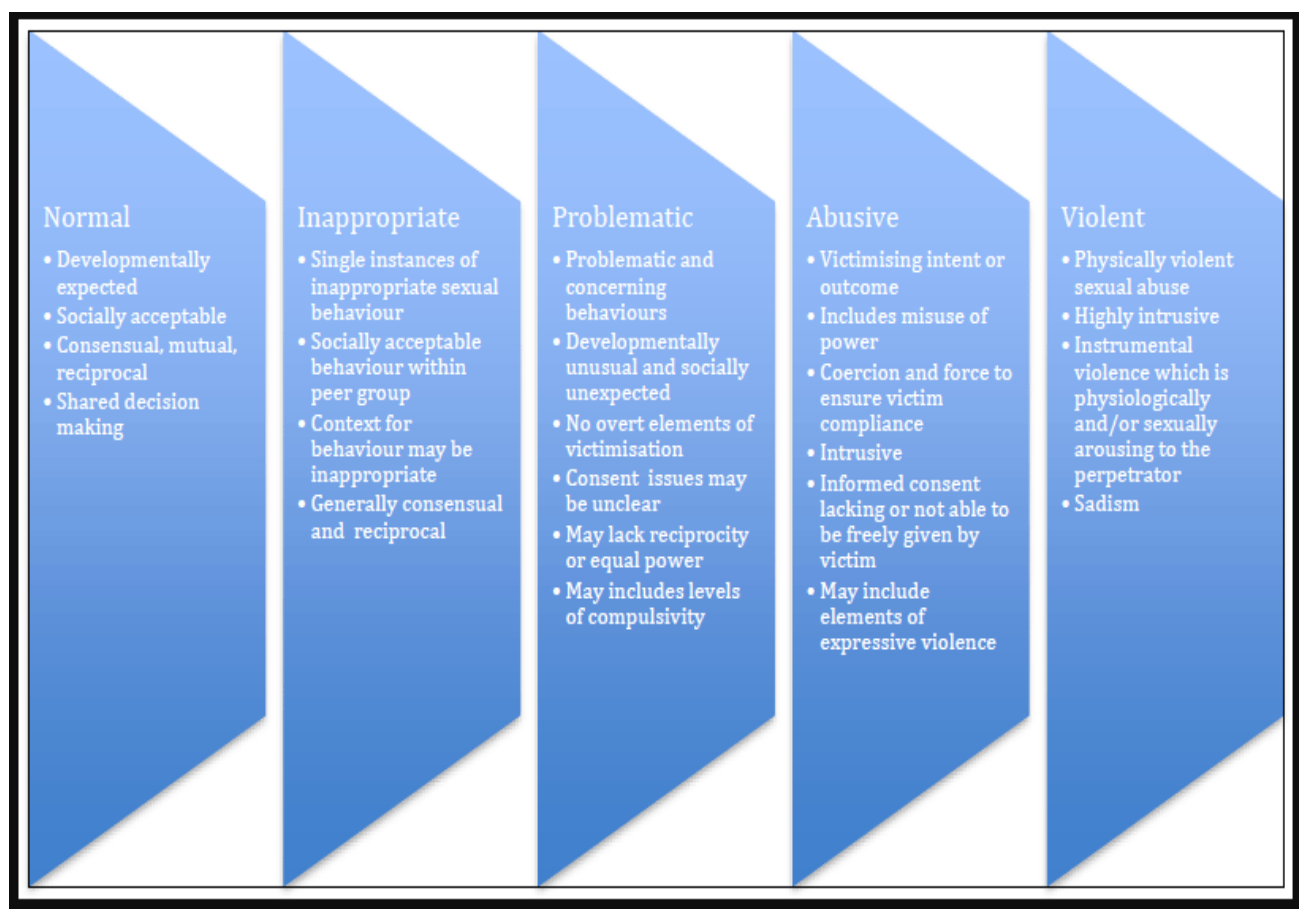 Normal
• Developmentally
expected
• Socially acceptable
• Consensual, mutual,
reciprocal
• Shared decision
making
Inappropriate
• Single instances of
inappropriate sexual
behaviour
• Socially acceptable
behaviour within
peer group
• Context for
behaviour may be
inappropriate
• Generally consensual
and reciprocal
Problematic
• Problematic and
concerning
behaviours
• Developmentally
unusual and socially
unexpected
• No overt elements of
victimisation
• Consent issues may
be unclear
• May lack reciprocity
or equal power
• May includes levels
of compulsivity
Abusive
• Victimising intent or
outcome
• Includes misuse of
power
• Coercion and force to
ensure victim
compliance
• Intrusive
• Informed consent
lacking or not able to
be freely given by
victim
• May include
elements of
expressive violence
Violent
• Physically violent
sexual abuse
• Highly intrusive
• Instrumental
violence which is
physiologically
and/or sexually
arousing to the
perpetrator
• Sadism